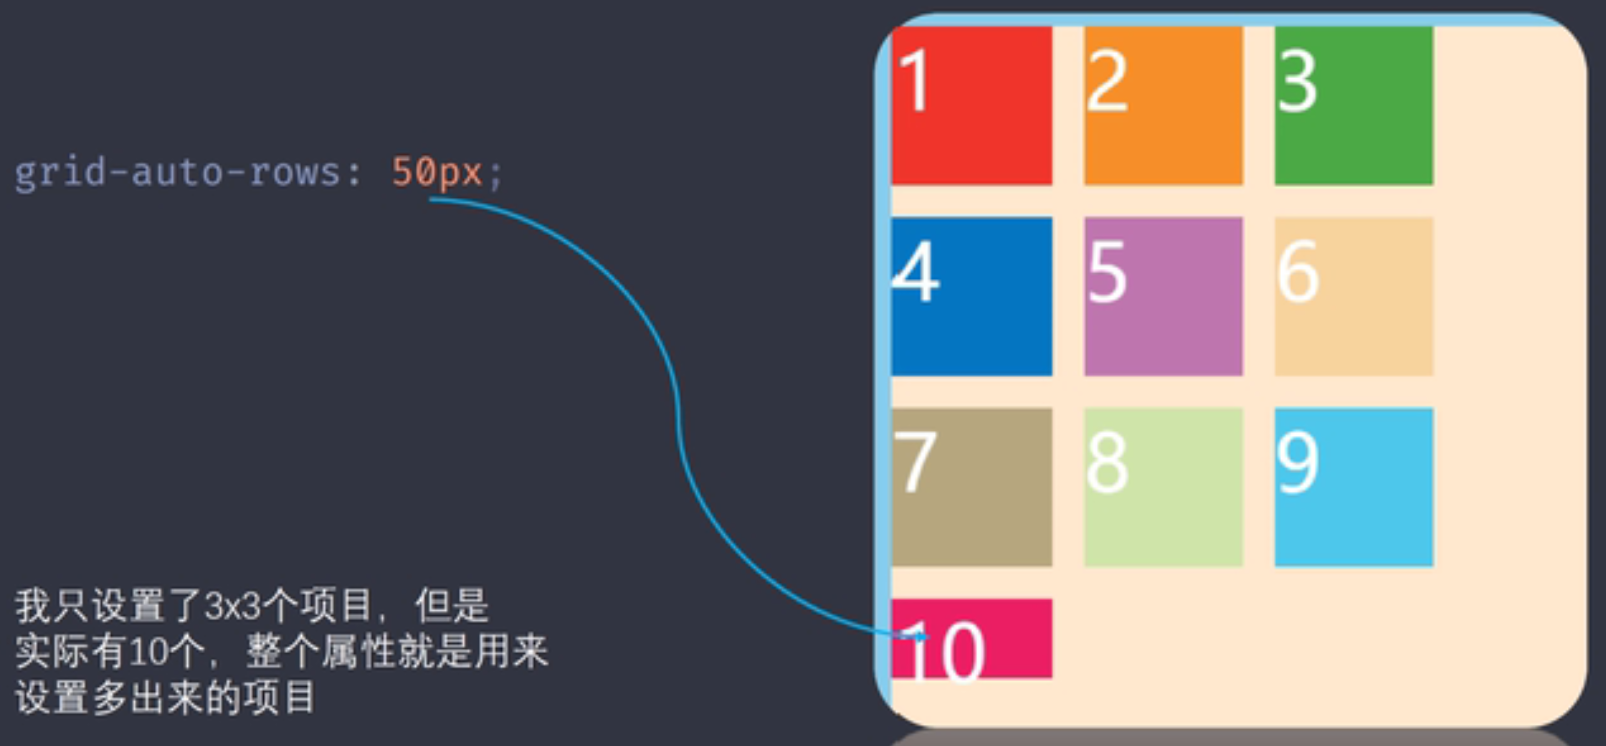 grid-auto-rows: 50px;
我只设置了3x3个项目，但是
实际有10个，整个属性就是用来
设置多出来的项目
1 2 3
4 5 6
7 8 9
10